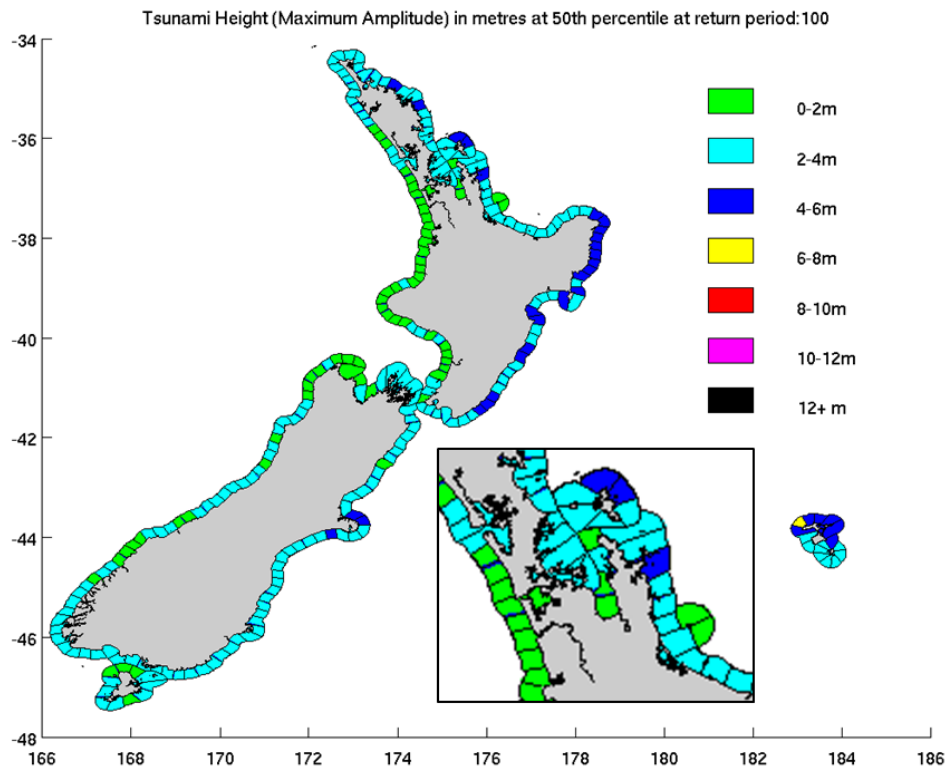 Tsunami Height (Maximum Amplitude) in metres at 50th percentile at return period:100
-34
-36
-38
-40
-42
-44
-46
-48
0-2m
2-4m
4-6m
6-8m
8-10m
10-12m
12+ m
166 168 170 172 174 176 178 180 182 184 186